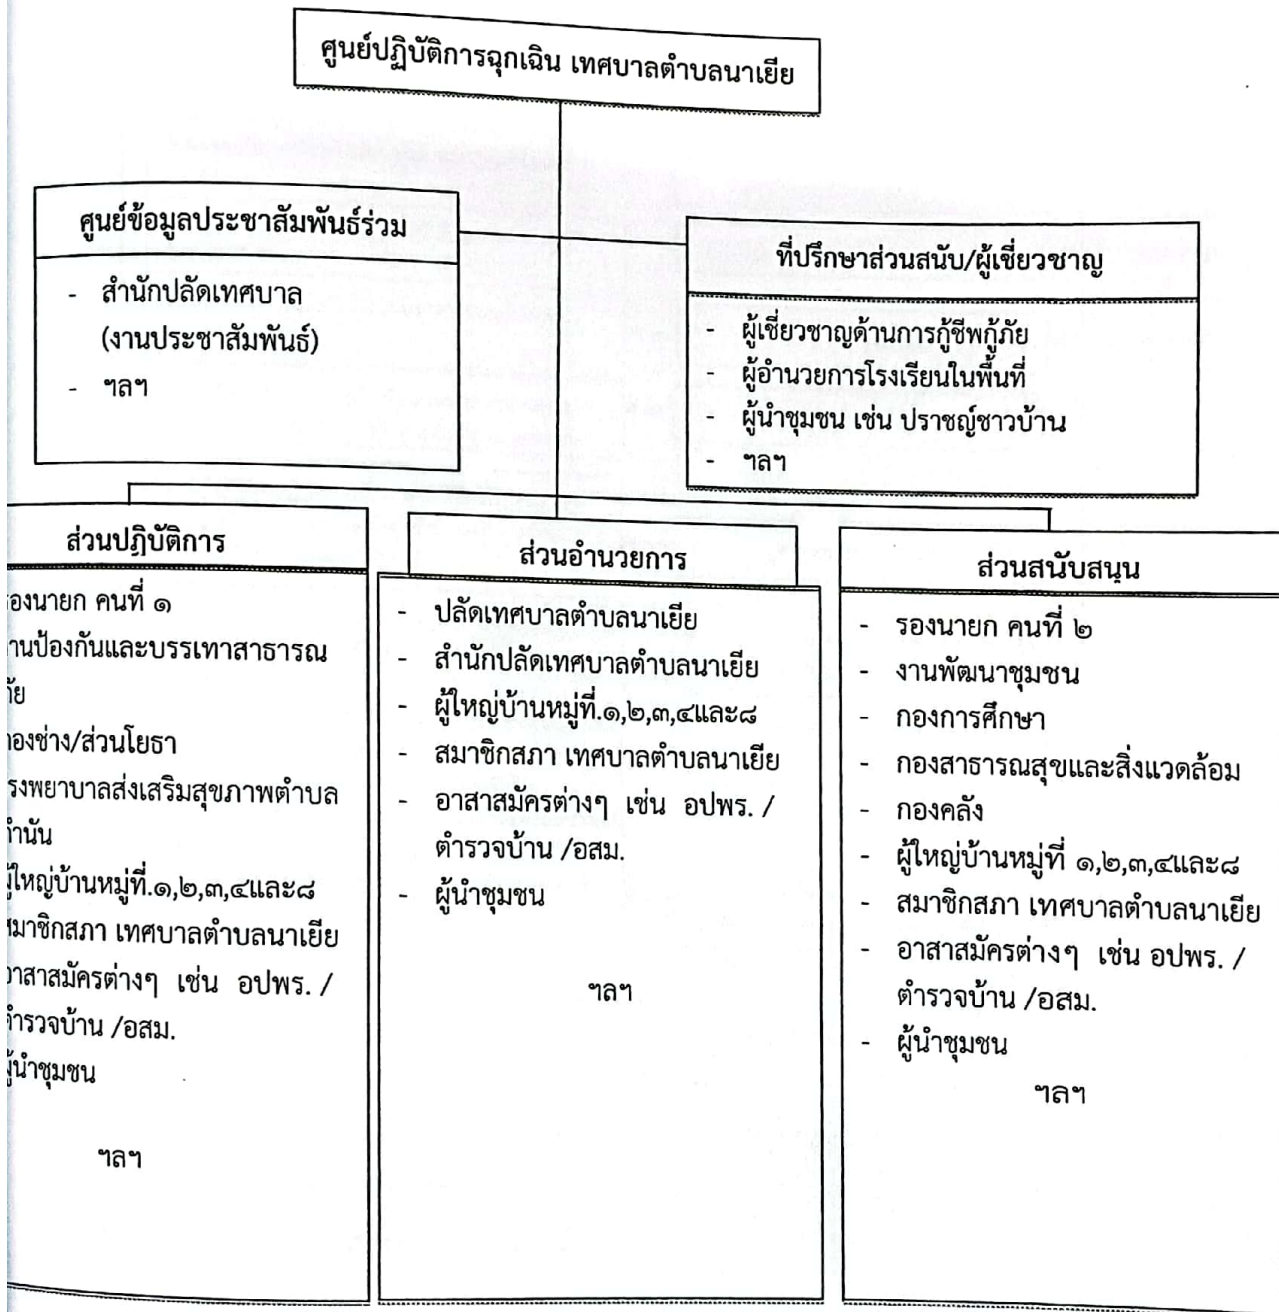 ศูนย์ปฏิบัติการฉุกเฉิน เทศบาลตำบลนาเยีย
ศูนย์ข้อมูลประชาสัมพันธ์ร่วม
- สำนักปลัดเทศบาล
(งานประชาสัมพันธ์)
- ฯลฯ
ที่ปรึกษาส่วนสนับ/ผู้เชี่ยวชาญ
- ผู้เชี่ยวชาญด้านการกู้ชีพกู้ภัย
- ผู้อำนวยการโรงเรียนในพื้นที่
- ผู้นำชุมชน เช่น ปราชญ์ชาวบ้าน
- ฯลฯ
ส่วนปฏิบัติการ
รองนายก คนที่ ๑
งานป้องกันและบรรเทาสาธารณ
ภัย
กองช่าง/ส่วนโยธา
โรงพยาบาลส่งเสริมสุขภาพตำบล
กำนัน
ผู้ใหญ่บ้านหมู่ที่.๑,๒,๓,๔และ๘
สมาชิกสภา เทศบาลตำบลนาเยีย
อาสาสมัครต่างๆ เช่น อปพร. /
ตำรวจบ้าน /อสม.
ผู้นำชุมชน
ฯลฯ
ส่วนอำนวยการ
- ปลัดเทศบาลตำบลนาเยีย
- สำนักปลัดเทศบาลตำบลนาเยีย
- ผู้ใหญ่บ้านหมู่ที่.๑,๒,๓,๔และ๘
- สมาชิกสภา เทศบาลตำบลนาเยีย
- อาสาสมัครต่างๆ เช่น อปพร. /
ตำรวจบ้าน /อสม.
- ผู้นำชุมชน
ฯลฯ
ส่วนสนับสนุน
- รองนายก คนที่ ๒
- งานพัฒนาชุมชน
- กองการศึกษา
- กองสาธารณสุขและสิ่งแวดล้อม
- กองคลัง
- ผู้ใหญ่บ้านหมู่ที่ ๑,๒,๓,๔และ๘
- สมาชิกสภา เทศบาลตำบลนาเยีย
- อาสาสมัครต่างๆ เช่น อปพร. /
ตำรวจบ้าน /อสม.
- ผู้นำชุมชน
ฯลฯ